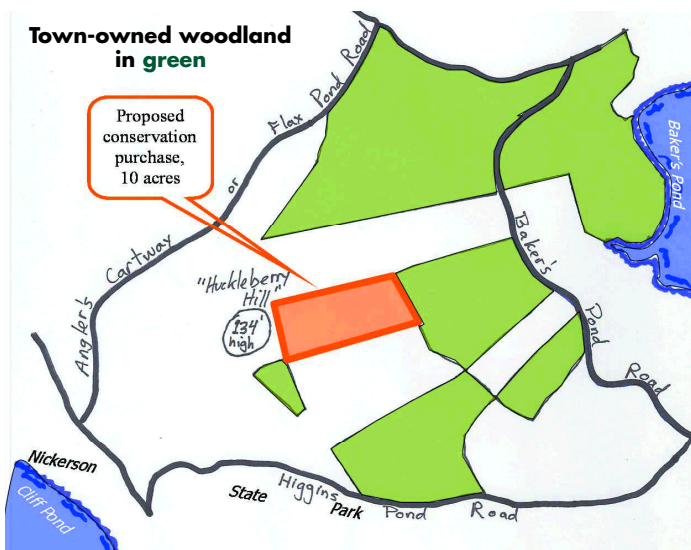 Town-owned woodland
in green
Proposed
conservation
purchase,
10 acres
Angler's Cartway or Flax Pond Road
Baker's Pond
"Huckleberry
Hill"
234'
high
Baker's Pond Road
Nickerson State Park
Higgins Pond Road
Cliff Pond